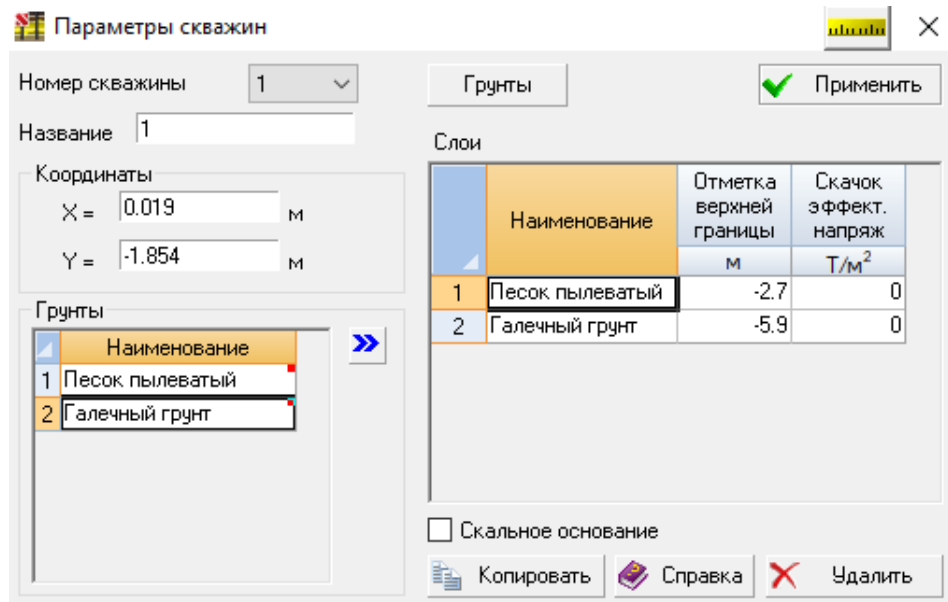 Параметры скважин
Номер скважины 1
Название 1
Координаты
X = 0.019 м
Y = -1.854 м
Грунты
Наименование
1 Песок пылеватый
2 Галечный грунт
Грунты
Применить
Слои
Наименование
Отметка верхней границы
Скачок эффект. напряж
м
Т/м²
1 Песок пылеватый -2.7 0
2 Галечный грунт -5.9 0
Скальное основание
Копировать
Справка
Удалить